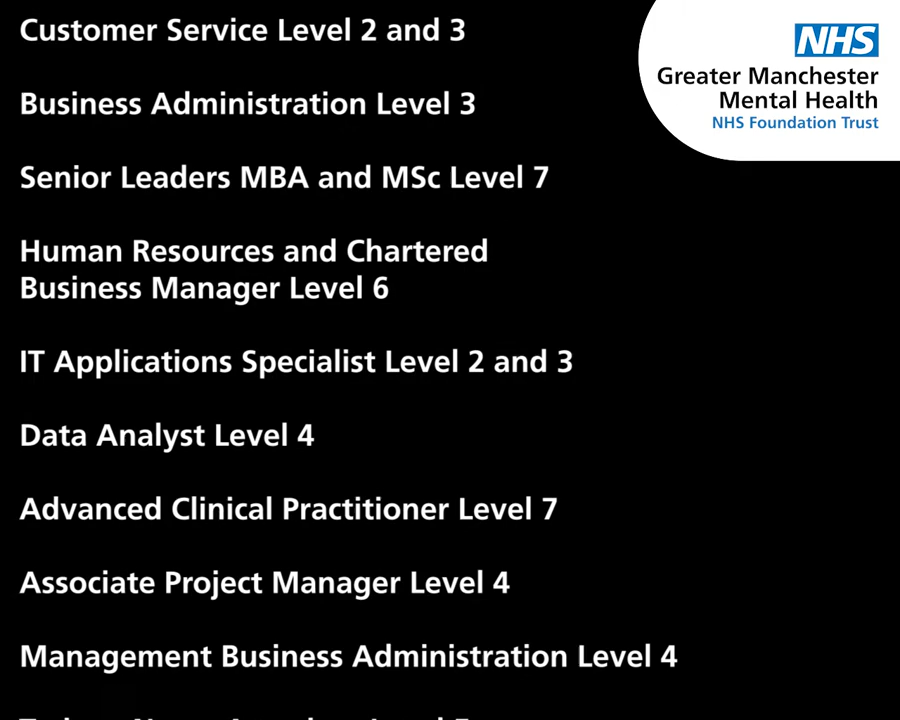 Customer Service Level 2 and 3
NHS
Greater Manchester
Mental Health
NHS Foundation Trust
Business Administration Level 3
Senior Leaders MBA and MSc Level 7
Human Resources and Chartered
Business Manager Level 6
IT Applications Specialist Level 2 and 3
Data Analyst Level 4
Advanced Clinical Practitioner Level 7
Associate Project Manager Level 4
Management Business Administration Level 4